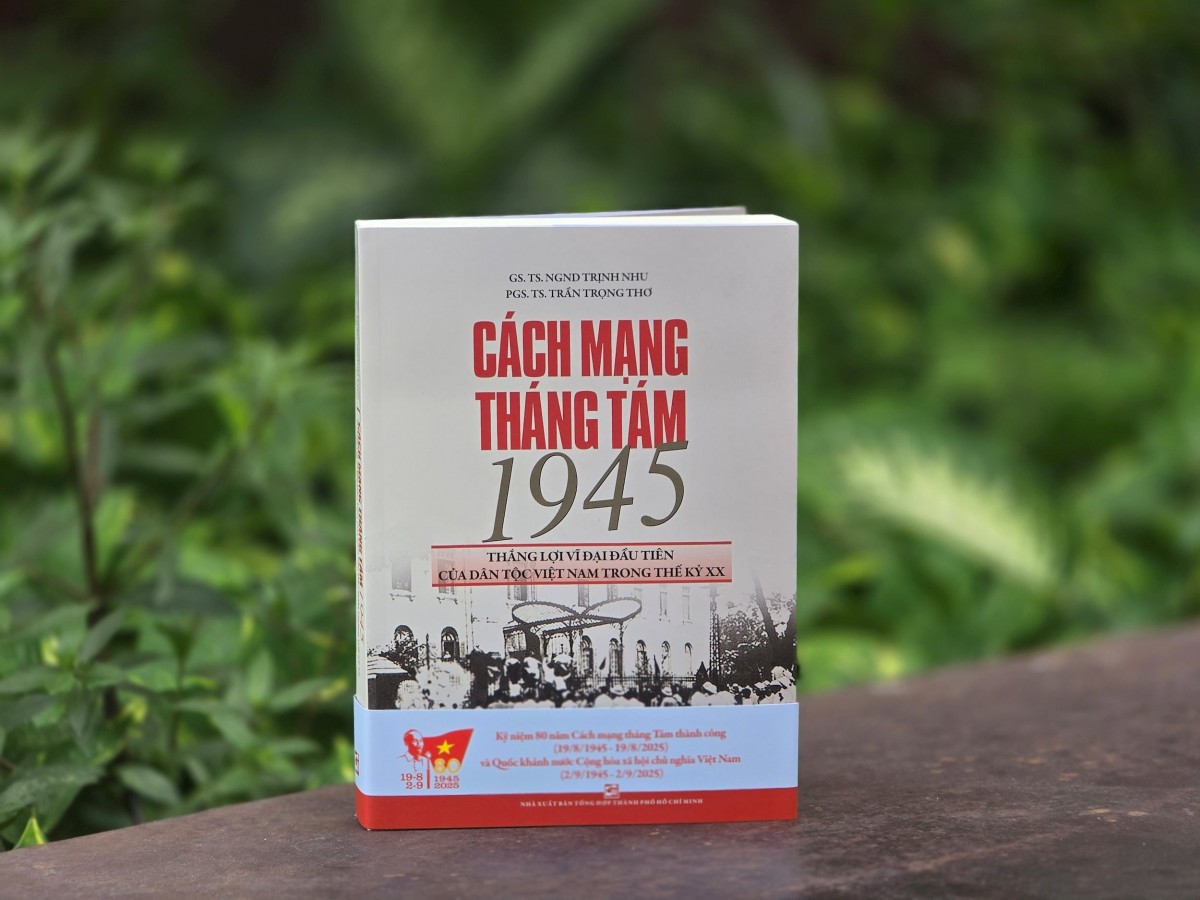 GS. TS. NGND TRỊNH NHU
PGS. TS. TRẦN TRỌNG THƠ
CÁCH MẠNG
THÁNG TÁM
1945
THẮNG LỢI VĨ ĐẠI ĐẦU TIÊN
CỦA DÂN TỘC VIỆT NAM TRONG THẾ KỶ XX
Kỷ niệm 80 năm Cách mạng tháng Tám thành công
(19/8/1945 - 19/8/2025)
và Quốc khánh nước Cộng hòa xã hội chủ nghĩa Việt Nam
(2/9/1945 - 2/9/2025)
80
19-8
2-9
1945
2025
NHÀ XUẤT BẢN TỔNG HỢP THÀNH PHỐ HỒ CHÍ MINH
CÁCH MẠNG THÁNG TÁM